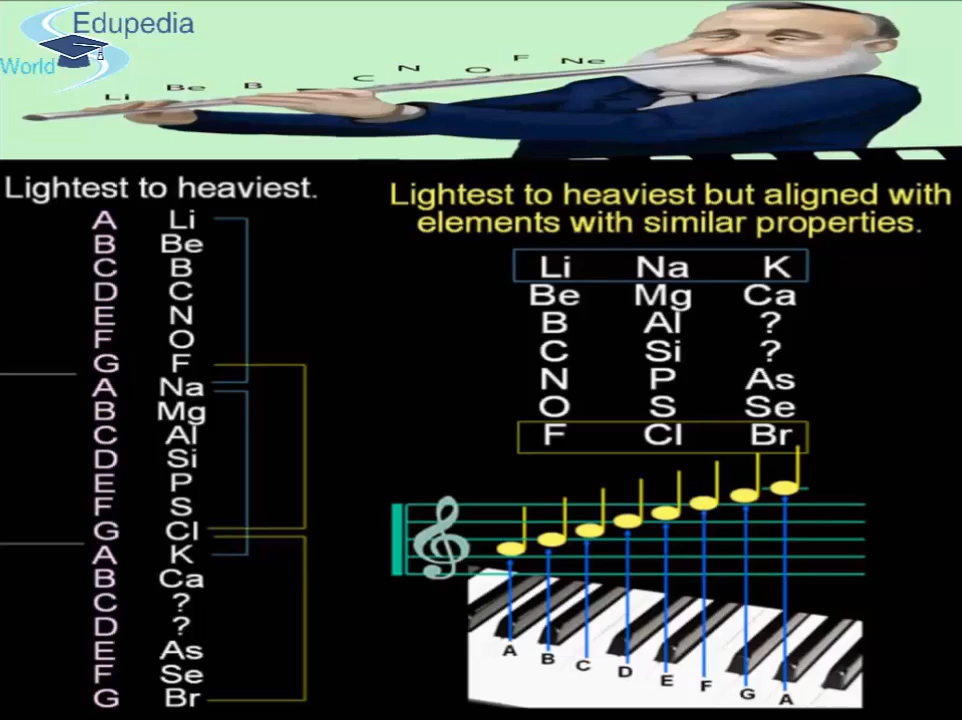 Edupedia
World
Li Be B C N O F Ne
Lightest to heaviest.
A Li
B Be
C B
D C
E N
F O
G F
A Na
B Mg
C Al
D Si
E P
F S
G Cl
A K
B Ca
C ?
D ?
E As
F Se
G Br
Lightest to heaviest but aligned with
elements with similar properties.
Li Na K
Be Mg Ca
B Al ?
C Si ?
N P As
O S Se
F Cl Br
A B C D E F G A